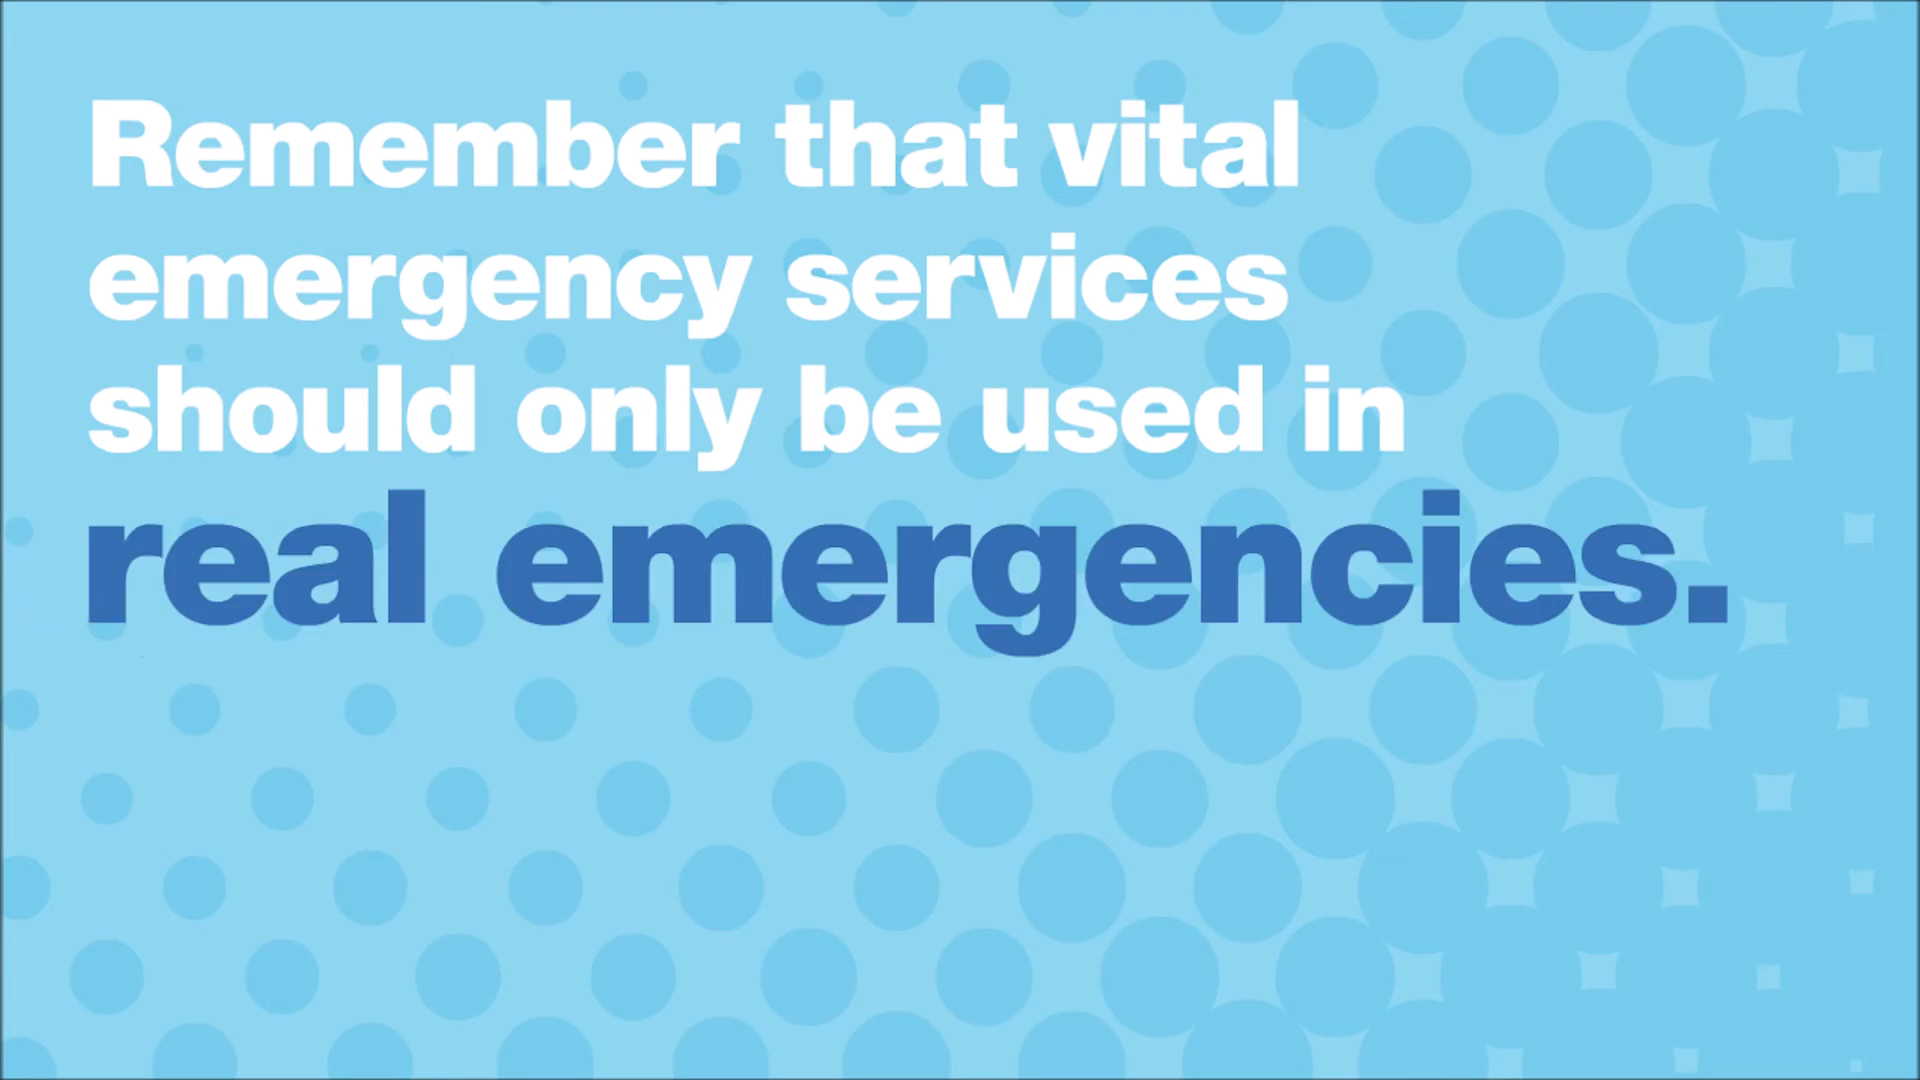 Remember that vital
emergency services
should only be used in
real emergencies.